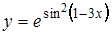 y = e^{sin^2(1-3x)}